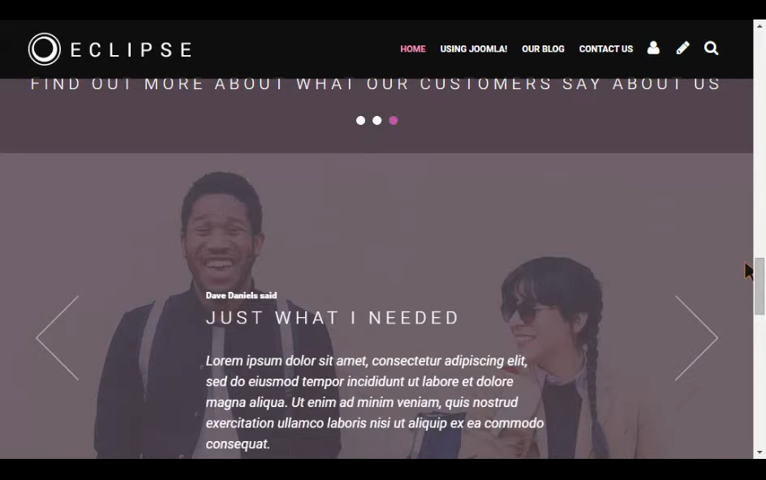 ECLIPSE
HOME USING JOOMLA! OUR BLOG CONTACT US
FIND OUT MORE ABOUT WHAT OUR CUSTOMERS SAY ABOUT US
Dave Daniels said
JUST WHAT I NEEDED
Lorem ipsum dolor sit amet, consectetur adipiscing elit,
sed do eiusmod tempor incididunt ut labore et dolore
magna aliqua. Ut enim ad minim veniam, quis nostrud
exercitation ullamco laboris nisi ut aliquip ex ea commodo
consequat.